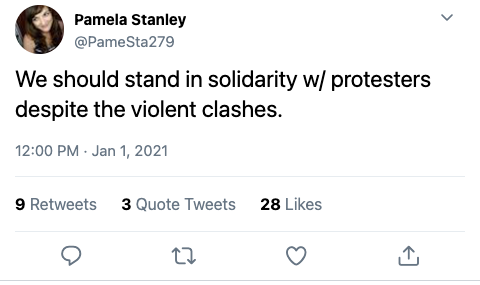 Pamela Stanley
@PameSta279
We should stand in solidarity w/ protesters
despite the violent clashes.
12:00 PM · Jan 1, 2021
9 Retweets 3 Quote Tweets 28 Likes